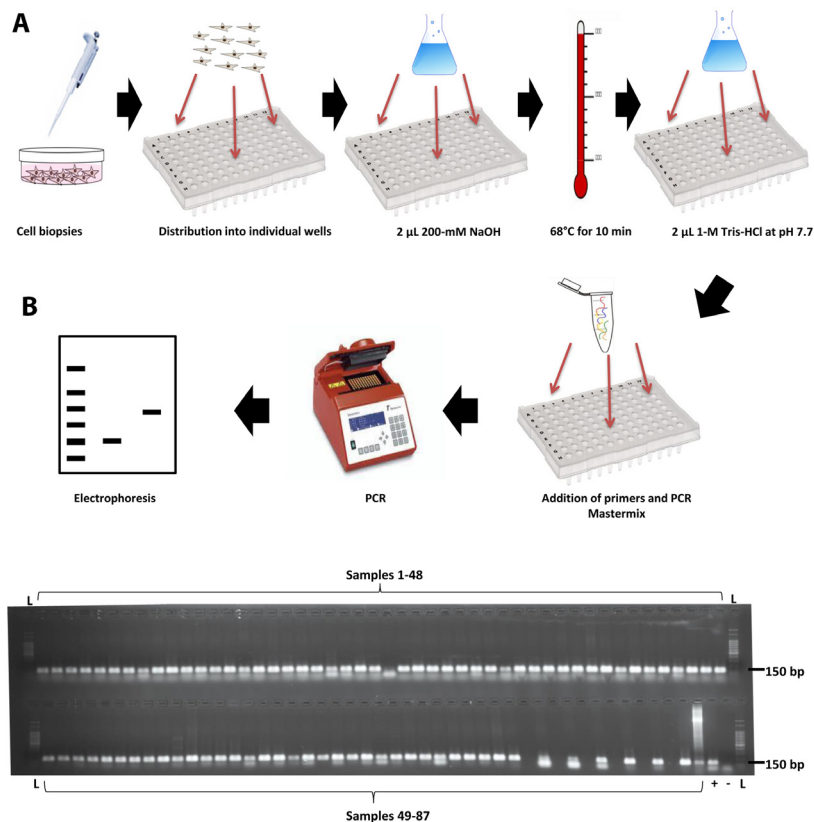 A
Cell biopsies
Distribution into individual wells
2 µL 200-mM NaOH
68°C for 10 min
2 µL 1-M Tris-HCl at pH 7.7
B
Electrophoresis
PCR
Addition of primers and PCR
Mastermix
Samples 1-48
L L
150 bp
150 bp
L + - L
Samples 49-87